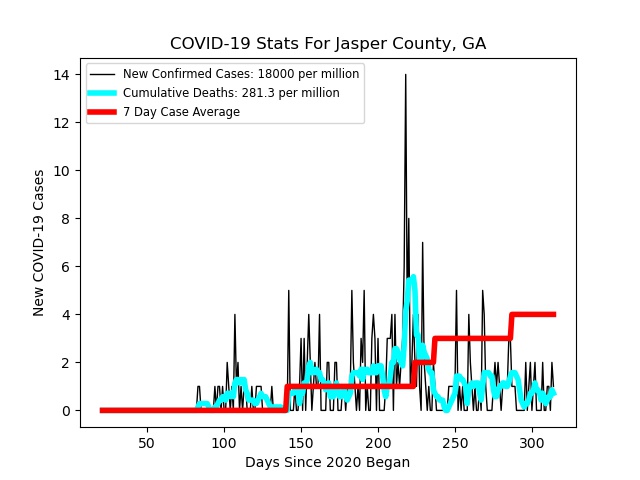 COVID-19 Stats For Jasper County, GA
New Confirmed Cases: 18000 per million
Cumulative Deaths: 281.3 per million
7 Day Case Average
New COVID-19 Cases
14
12
10
8
6
4
2
0
50 100 150 200 250 300
Days Since 2020 Began